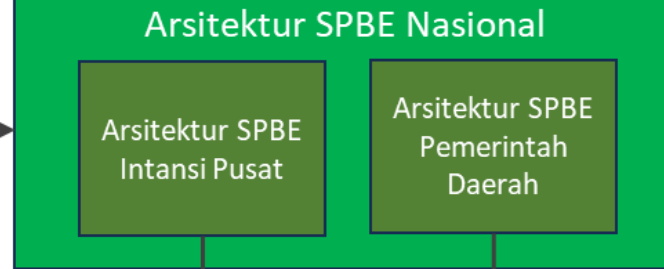 Arsitektur SPBE Nasional
Arsitektur SPBE
Intansi Pusat
Arsitektur SPBE
Pemerintah
Daerah